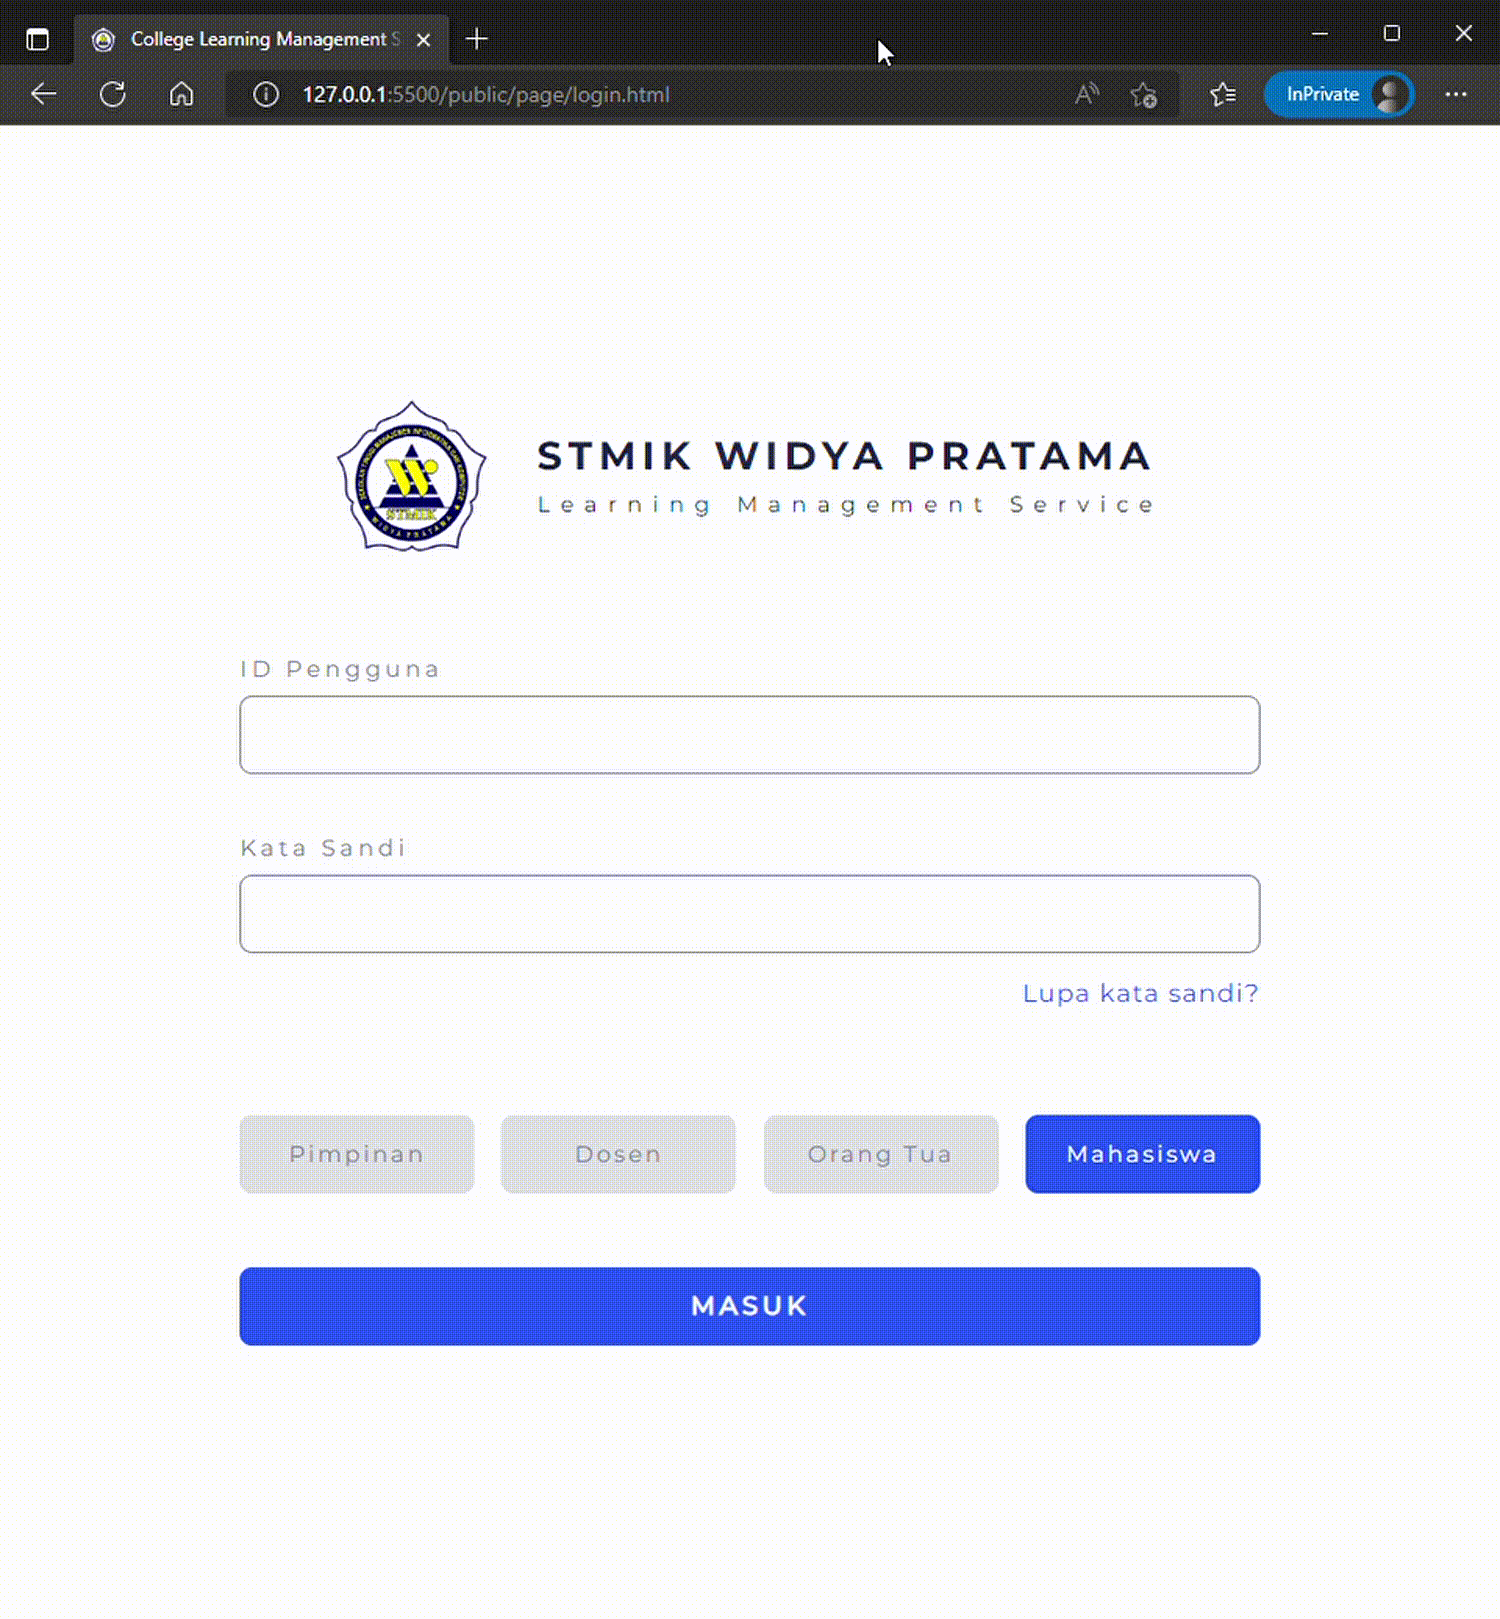 College Learning Management S
127.0.0.1:5500/public/page/login.html
InPrivate
STMIK
STMIK WIDYA PRATAMA
Learning Management Service
ID Pengguna
Kata Sandi
Lupa kata sandi?
Pimpinan
Dosen
Orang Tua
Mahasiswa
MASUK